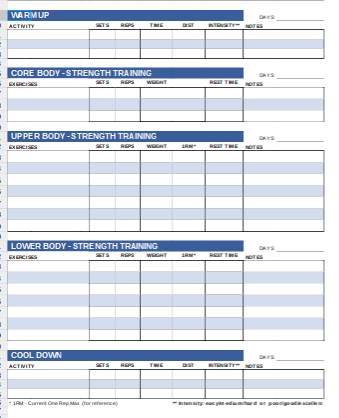 WARM UP DAYS:
ACTIVITY SETS REPS TIME DIST INTENSITY** NOTES
CORE BODY - STRENGTH TRAINING DAYS:
EXERCISES SETS REPS WEIGHT REST TIME NOTES
UPPER BODY - STRENGTH TRAINING DAYS:
EXERCISES SETS REPS WEIGHT 1RM* REST TIME NOTES
LOWER BODY - STRENGTH TRAINING DAYS:
EXERCISES SETS REPS WEIGHT 1RM* REST TIME NOTES
COOL DOWN DAYS:
ACTIVITY SETS REPS TIME DIST INTENSITY** NOTES
* 1RM - Current One Rep Max (for reference) ** Intensity: easy/medium/hard or poor/good/excellent